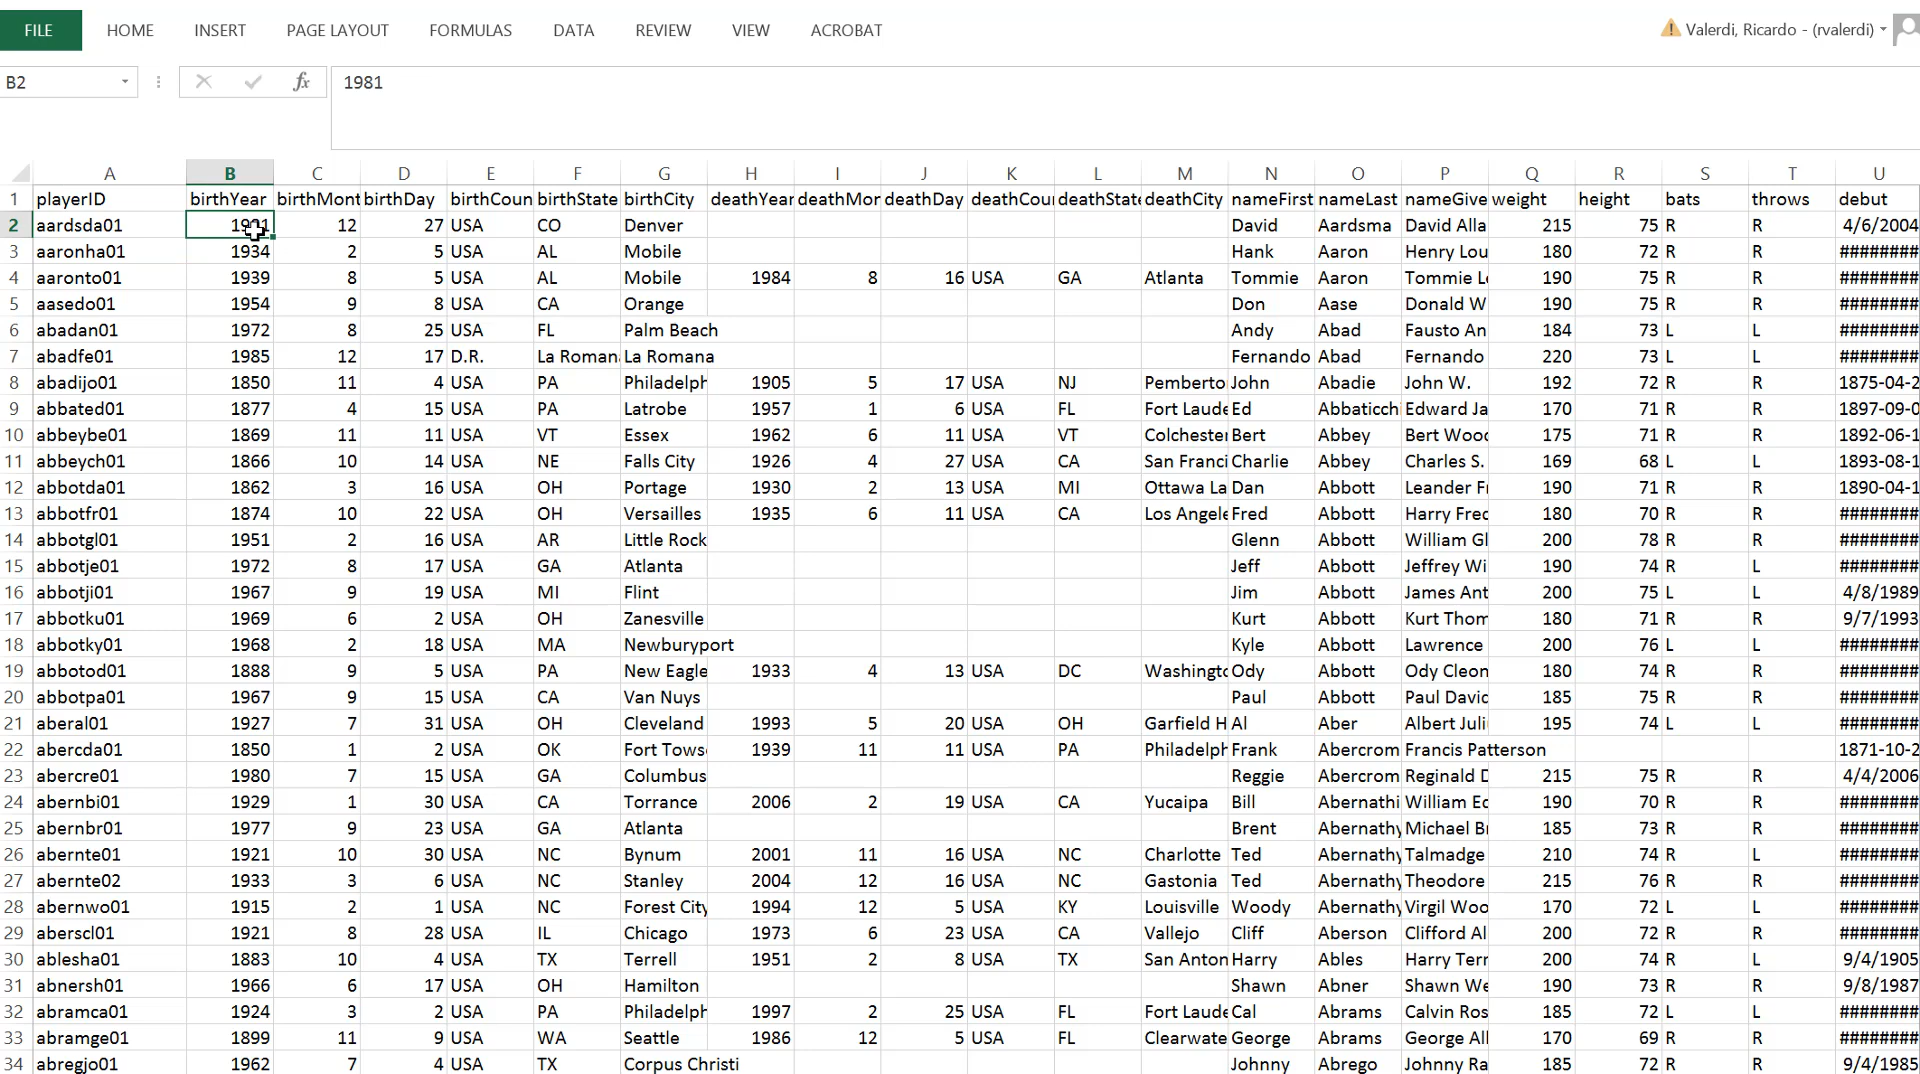 FILE HOME INSERT PAGE LAYOUT FORMULAS DATA REVIEW VIEW ACROBAT Valerdi, Ricardo - (rvalerdi)
B2 fx 1981
A B C D E F G H I J K L M N O P Q R S T U
1 playerID birthYear birthMont birthDay birthCoun birthState birthCity deathYear deathMor deathDay deathCou deathState deathCity nameFirst nameLast nameGive weight height bats throws debut
2 aardsda01 12 27 USA CO Denver David Aardsma David Alla 215 75 R R 4/6/2004
3 aaronha01 1934 2 5 USA AL Mobile Hank Aaron Henry Lou 180 72 R R ########
4 aaronto01 1939 8 5 USA AL Mobile 1984 8 16 USA GA Atlanta Tommie Aaron Tommie L 190 75 R R ########
5 aasedo01 1954 9 8 USA CA Orange Don Aase Donald W 190 75 R R ########
6 abadan01 1972 8 25 USA FL Palm Beach Andy Abad Fausto An 184 73 L L ########
7 abadfe01 1985 12 17 D.R. La Roman La Romana Fernando Abad Fernando 220 73 L L ########
8 abadijo01 1850 11 4 USA PA Philadelph 1905 5 17 USA NJ Pemberto John Abadie John W. 192 72 R R 1875-04-2
9 abbated01 1877 4 15 USA PA Latrobe 1957 1 6 USA FL Fort Laude Ed Abbaticch Edward Ja 170 71 R R 1897-09-0
10 abbeybe01 1869 11 11 USA VT Essex 1962 6 11 USA VT Colchester Bert Abbey Bert Wood 175 71 R R 1892-06-1
11 abbeych01 1866 10 14 USA NE Falls City 1926 4 27 USA CA San Franci Charlie Abbey Charles S. 169 68 L L 1893-08-1
12 abbotda01 1862 3 16 USA OH Portage 1930 2 13 USA MI Ottawa La Dan Abbott Leander Fr 190 71 R R 1890-04-1
13 abbotfr01 1874 10 22 USA OH Versailles 1935 6 11 USA CA Los Angele Fred Abbott Harry Fred 180 70 R R ########
14 abbotgl01 1951 2 16 USA AR Little Rock Glenn Abbott William Gl 200 78 R R ########
15 abbotje01 1972 8 17 USA GA Atlanta Jeff Abbott Jeffrey Wi 190 74 R L ########
16 abbotji01 1967 9 19 USA MI Flint Jim Abbott James Ant 200 75 L L 4/8/1989
17 abbotku01 1969 6 2 USA OH Zanesville Kurt Abbott Kurt Thom 180 71 R R 9/7/1993
18 abbotky01 1968 2 18 USA MA Newburyport Kyle Abbott Lawrence 200 76 L L ########
19 abbotod01 1888 9 5 USA PA New Eagle 1933 4 13 USA DC Washingto Ody Abbott Ody Cleon 180 74 R R ########
20 abbotpa01 1967 9 15 USA CA Van Nuys Paul Abbott Paul David 185 75 R R ########
21 aberal01 1927 7 31 USA OH Cleveland 1993 5 20 USA OH Garfield H Al Aber Albert Juli 195 74 L L ########
22 abercda01 1850 1 2 USA OK Fort Tows 1939 11 11 USA PA Philadelph Frank Abercrom Francis Patterson 1871-10-2
23 abercre01 1980 7 15 USA GA Columbus Reggie Abercrom Reginald D 215 75 R R 4/4/2006
24 abernbi01 1929 1 30 USA CA Torrance 2006 2 19 USA CA Yucaipa Bill Abernathi William Ed 190 70 R R ########
25 abernbr01 1977 9 23 USA GA Atlanta Brent Abernathy Michael B 185 73 R R ########
26 abernte01 1921 10 30 USA NC Bynum 2001 11 16 USA NC Charlotte Ted Abernathy Talmadge 210 74 R L ########
27 abernte02 1933 3 6 USA NC Stanley 2004 12 16 USA NC Gastonia Ted Abernathy Theodore 215 76 R R ########
28 abernwo01 1915 2 1 USA NC Forest City 1994 12 5 USA KY Louisville Woody Abernathy Virgil Woo 170 72 L L ########
29 aberscl01 1921 8 28 USA IL Chicago 1973 6 23 USA CA Vallejo Cliff Aberson Clifford Al 200 72 R R ########
30 ablesha01 1883 10 4 USA TX Terrell 1951 2 8 USA TX San Anton Harry Ables Harry Terr 200 74 R L 9/4/1905
31 abnersh01 1966 6 17 USA OH Hamilton Shawn Abner Shawn We 190 73 R R 9/8/1987
32 abramca01 1924 3 2 USA PA Philadelph 1997 2 25 USA FL Fort Laude Cal Abrams Calvin Ros 185 72 L L ########
33 abramge01 1899 11 9 USA WA Seattle 1986 12 5 USA FL Clearwate George Abrams George Al 170 69 R R ########
34 abregjo01 1962 7 4 USA TX Corpus Christi Johnny Abrego Johnny Ra 185 72 R R 9/4/1985